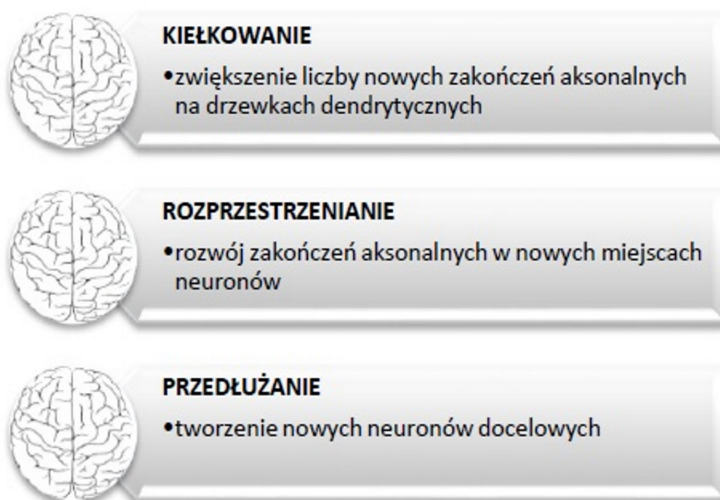 KIEŁKOWANIE
•zwiększenie liczby nowych zakończeń aksonalnych
na drzewkach dendrytycznych
ROZPRZESTRZENIANIE
•rozwój zakończeń aksonalnych w nowych miejscach
neuronów
PRZEDŁUŻANIE
•tworzenie nowych neuronów docelowych